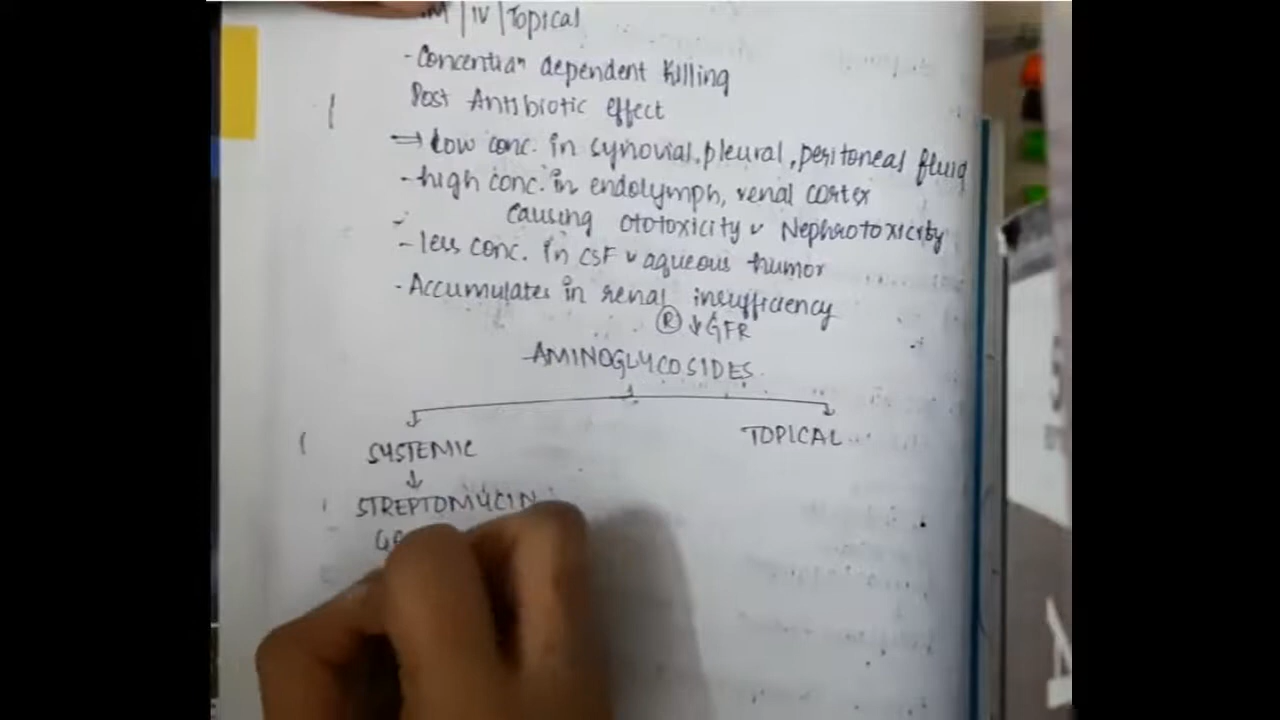 IV | Topical
- Concentian dependent killing
Post Antibiotic effect
→ low conc. in synovial, pleural, peritoneal fluid
- high conc. in endolymph, renal cortex
causing ototoxicity & Nephrotoxicity
- less conc. in CSF & aqueous humor
- Accumulates in renal insufficiency
Ⓡ ↓GFR
AMINOGLYCOSIDES
SYSTEMIC
TOPICAL
↓
STREPTOMYCIN